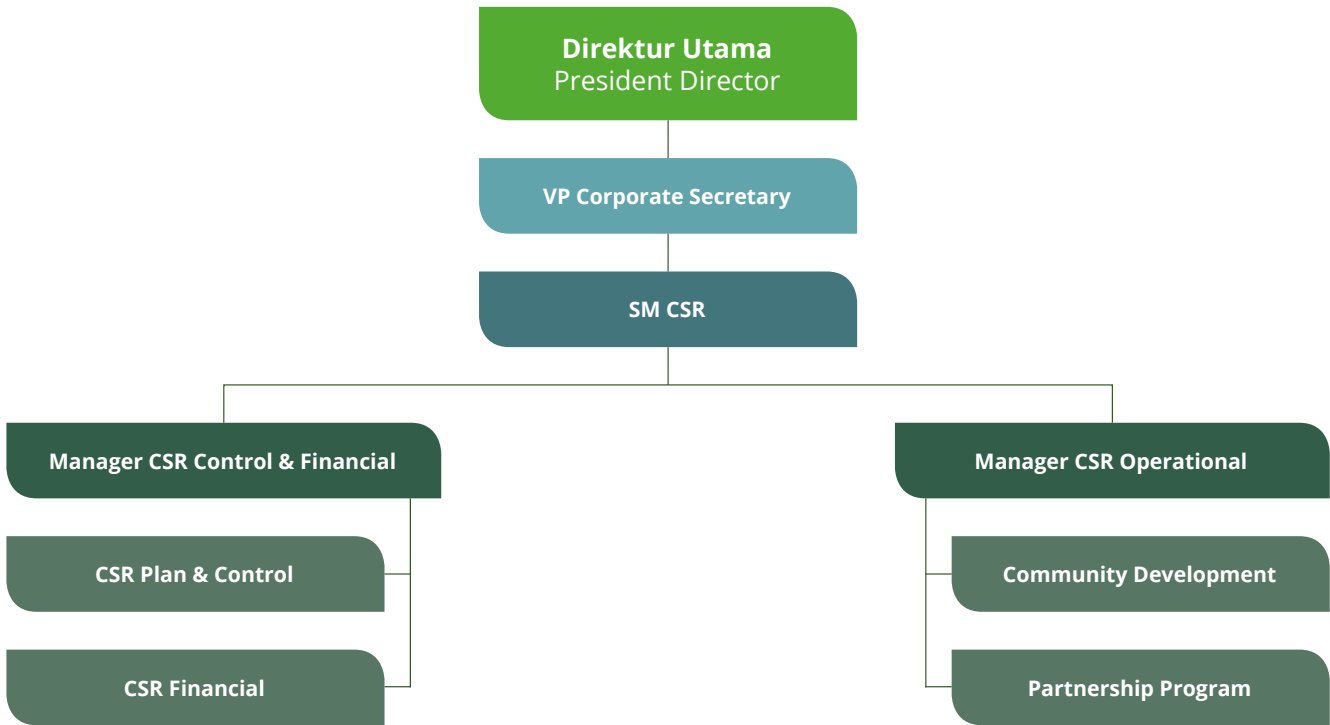 Direktur Utama
President Director
VP Corporate Secretary
SM CSR
Manager CSR Control & Financial
Manager CSR Operational
CSR Plan & Control
Community Development
CSR Financial
Partnership Program